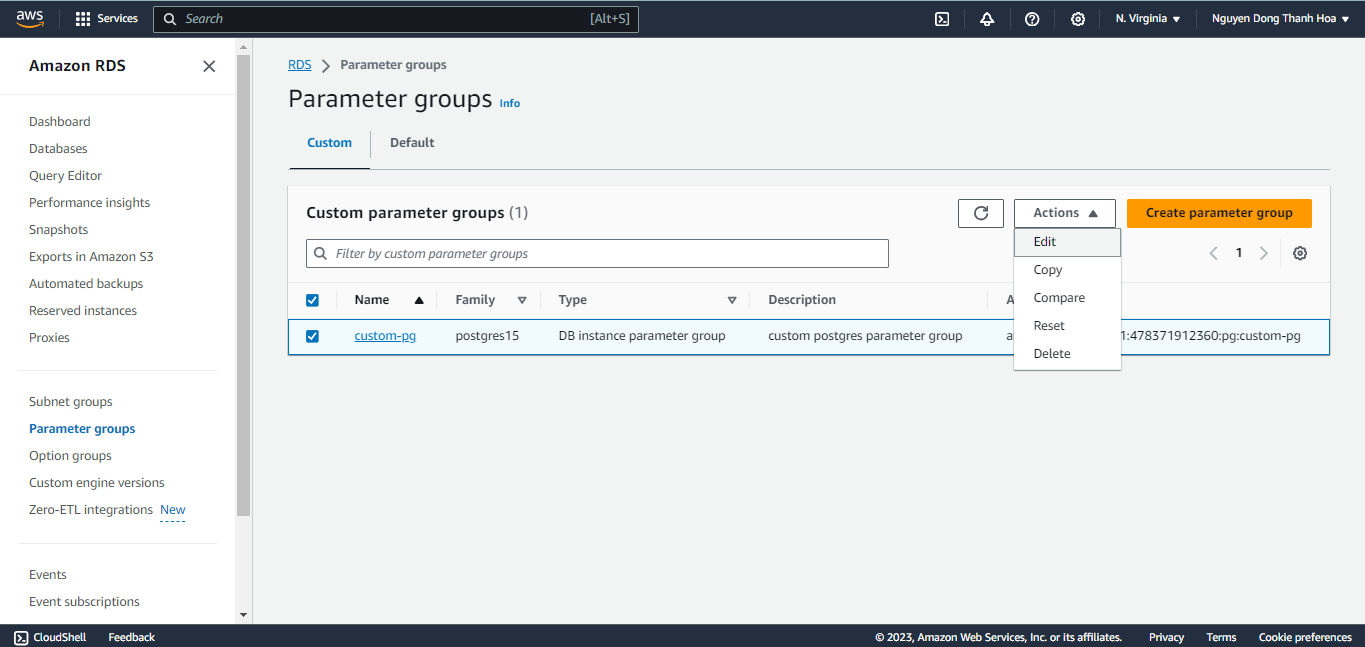 aws Services Search [Alt+S] N. Virginia Nguyen Dong Thanh Hoa
Amazon RDS
Dashboard
Databases
Query Editor
Performance insights
Snapshots
Exports in Amazon S3
Automated backups
Reserved instances
Proxies
Subnet groups
Parameter groups
Option groups
Custom engine versions
Zero-ETL integrations New
Events
Event subscriptions
RDS Parameter groups
Parameter groups Info
Custom Default
Custom parameter groups (1)
Actions Create parameter group
Filter by custom parameter groups
1
Edit
Copy
Compare
Reset
Delete
Name Family Type Description
custom-pg postgres15 DB instance parameter group custom postgres parameter group 1:478371912360:pg:custom-pg
CloudShell Feedback © 2023, Amazon Web Services, Inc. or its affiliates. Privacy Terms Cookie preferences